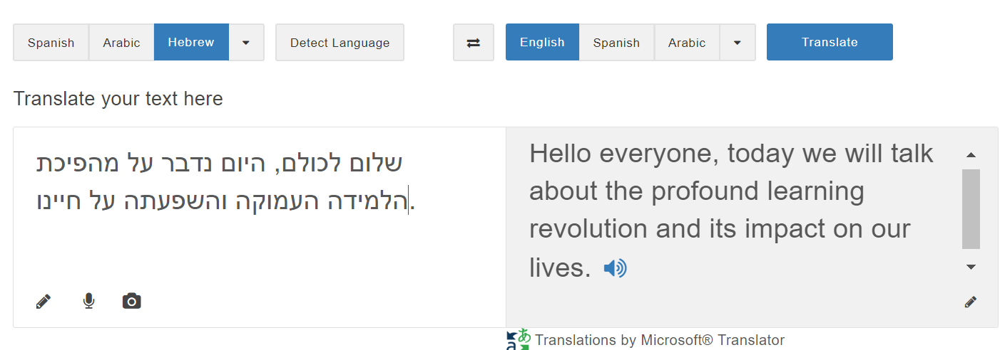 Spanish Arabic Hebrew Detect Language English Spanish Arabic Translate
Translate your text here
שלום לכולם, היום נדבר על מהפיכת
הלמידה העמוקה והשפעתה על חיינו.
Hello everyone, today we will talk
about the profound learning
revolution and its impact on our
lives.
Translations by Microsoft® Translator